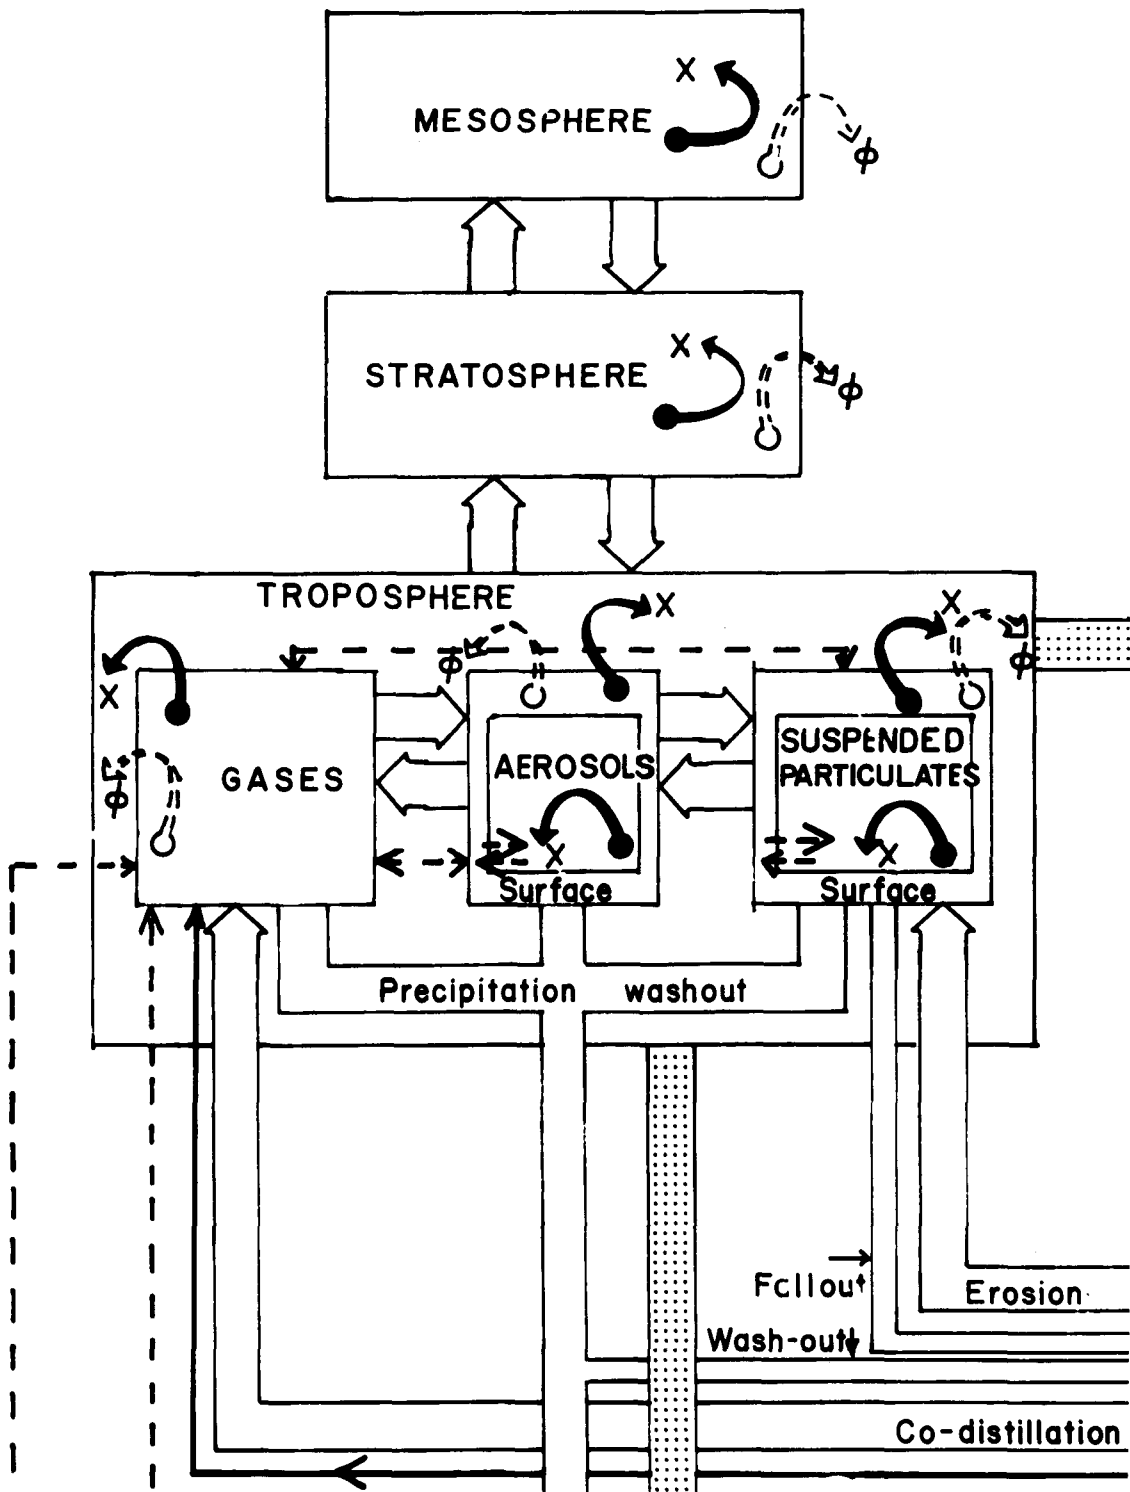 X
MESOSPHERE
ϕ
X
STRATOSPHERE
ϕ
TROPOSPHERE
X
X
X
ϕ
ϕ
X
ϕ
GASES
AEROSOLS
SUSPENDED
PARTICULATES
X
X
Surface
Surface
Precipitation washout
Fallout
Erosion
Wash-out
Co-distillation